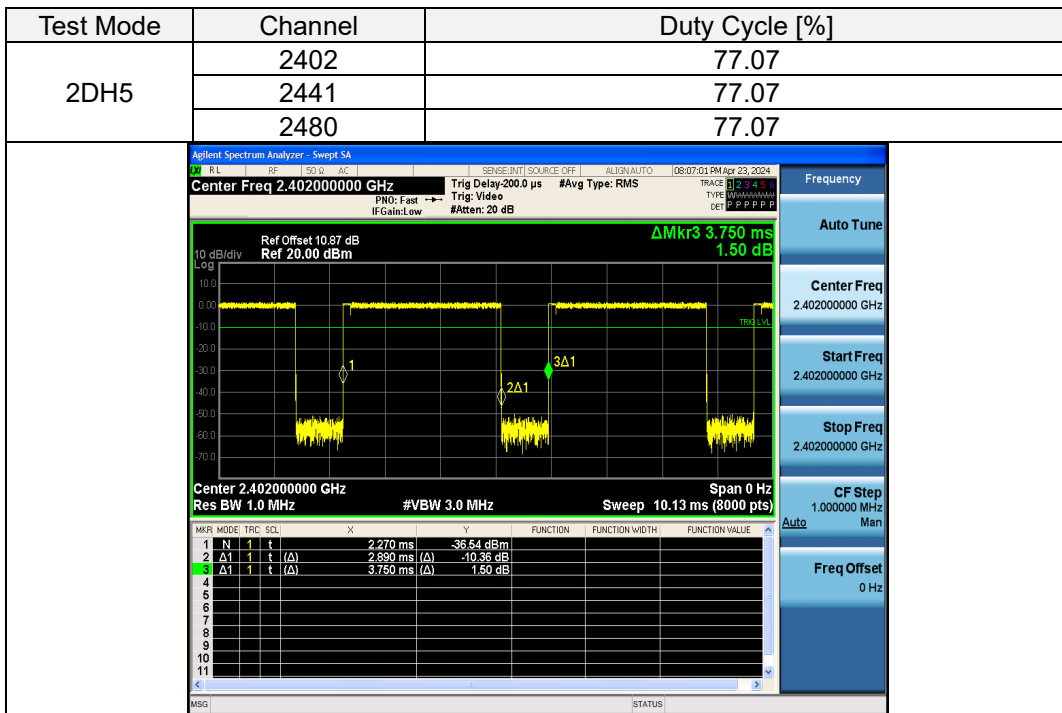 Test Mode Channel Duty Cycle [%]
2DH5 2402 77.07
2441 77.07
2480 77.07
Agilent Spectrum Analyzer - Swept SA
RL RF 50 Ω AC SENSE:INT SOURCE OFF ALIGN AUTO 08:07:01 PM Apr 23, 2024
Center Freq 2.402000000 GHz Trig Delay-200.0 µs #Avg Type: RMS TRACE 1 2 3 4 5 6
PNO: Fast Trig: Video TYPE
IFGain:Low #Atten: 20 dB DET P P P P P P
Frequency
Auto Tune
Center Freq
2.402000000 GHz
Start Freq
2.402000000 GHz
Stop Freq
2.402000000 GHz
CF Step
1.000000 MHz
Auto Man
Freq Offset
0 Hz
ΔMkr3 3.750 ms
1.50 dB
Ref Offset 10.87 dB
10 dB/div Ref 20.00 dBm
Log
10.0
0.00
-10.0
TRIG LVL
-20.0
-30.0
-40.0
-50.0
-60.0
-70.0
1
3Δ1
2Δ1
Center 2.402000000 GHz Span 0 Hz
Res BW 1.0 MHz #VBW 3.0 MHz Sweep 10.13 ms (8000 pts)
MKR MODE TRC SCL X Y FUNCTION FUNCTION WIDTH FUNCTION VALUE
1 N 1 t 2.270 ms -36.54 dBm
2 Δ1 1 t (Δ) 2.890 ms (Δ) -10.36 dB
3 Δ1 1 t (Δ) 3.750 ms (Δ) 1.50 dB
4
5
6
7
8
9
10
11
MSG STATUS